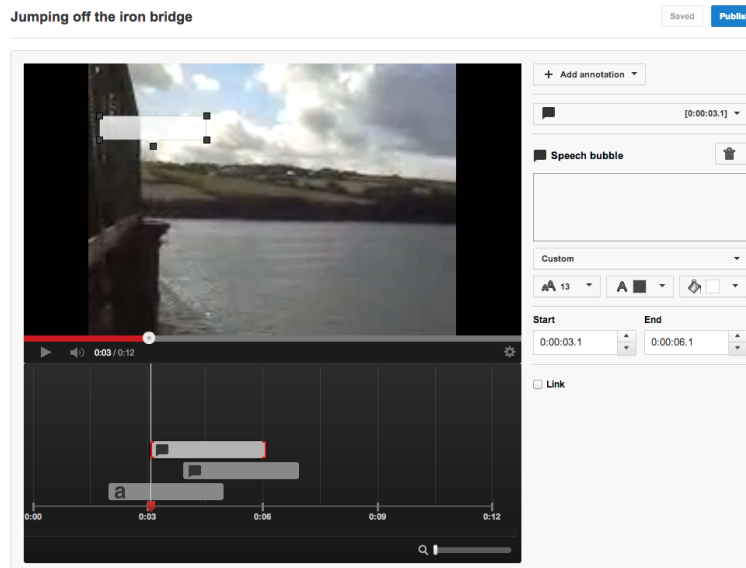 Jumping off the iron bridge
Saved
Publis
+ Add annotation
[0:00:03.1]
Speech bubble
Custom
AA 13
A
Start
End
0:00:03.1
0:00:06.1
Link
0:03 / 0:12
a
0:00 0:03 0:06 0:09 0:12